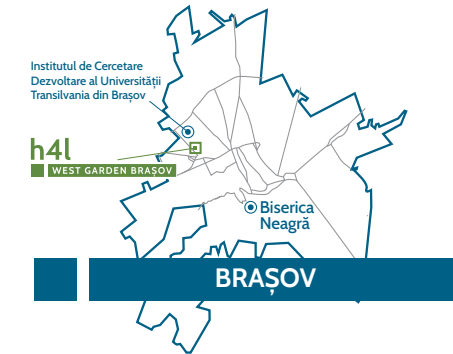 Institutul de Cercetare
Dezvoltare al Universității
Transilvania din Brașov
h4l
WEST GARDEN BRAȘOV
Biserica
Neagră
BRAȘOV